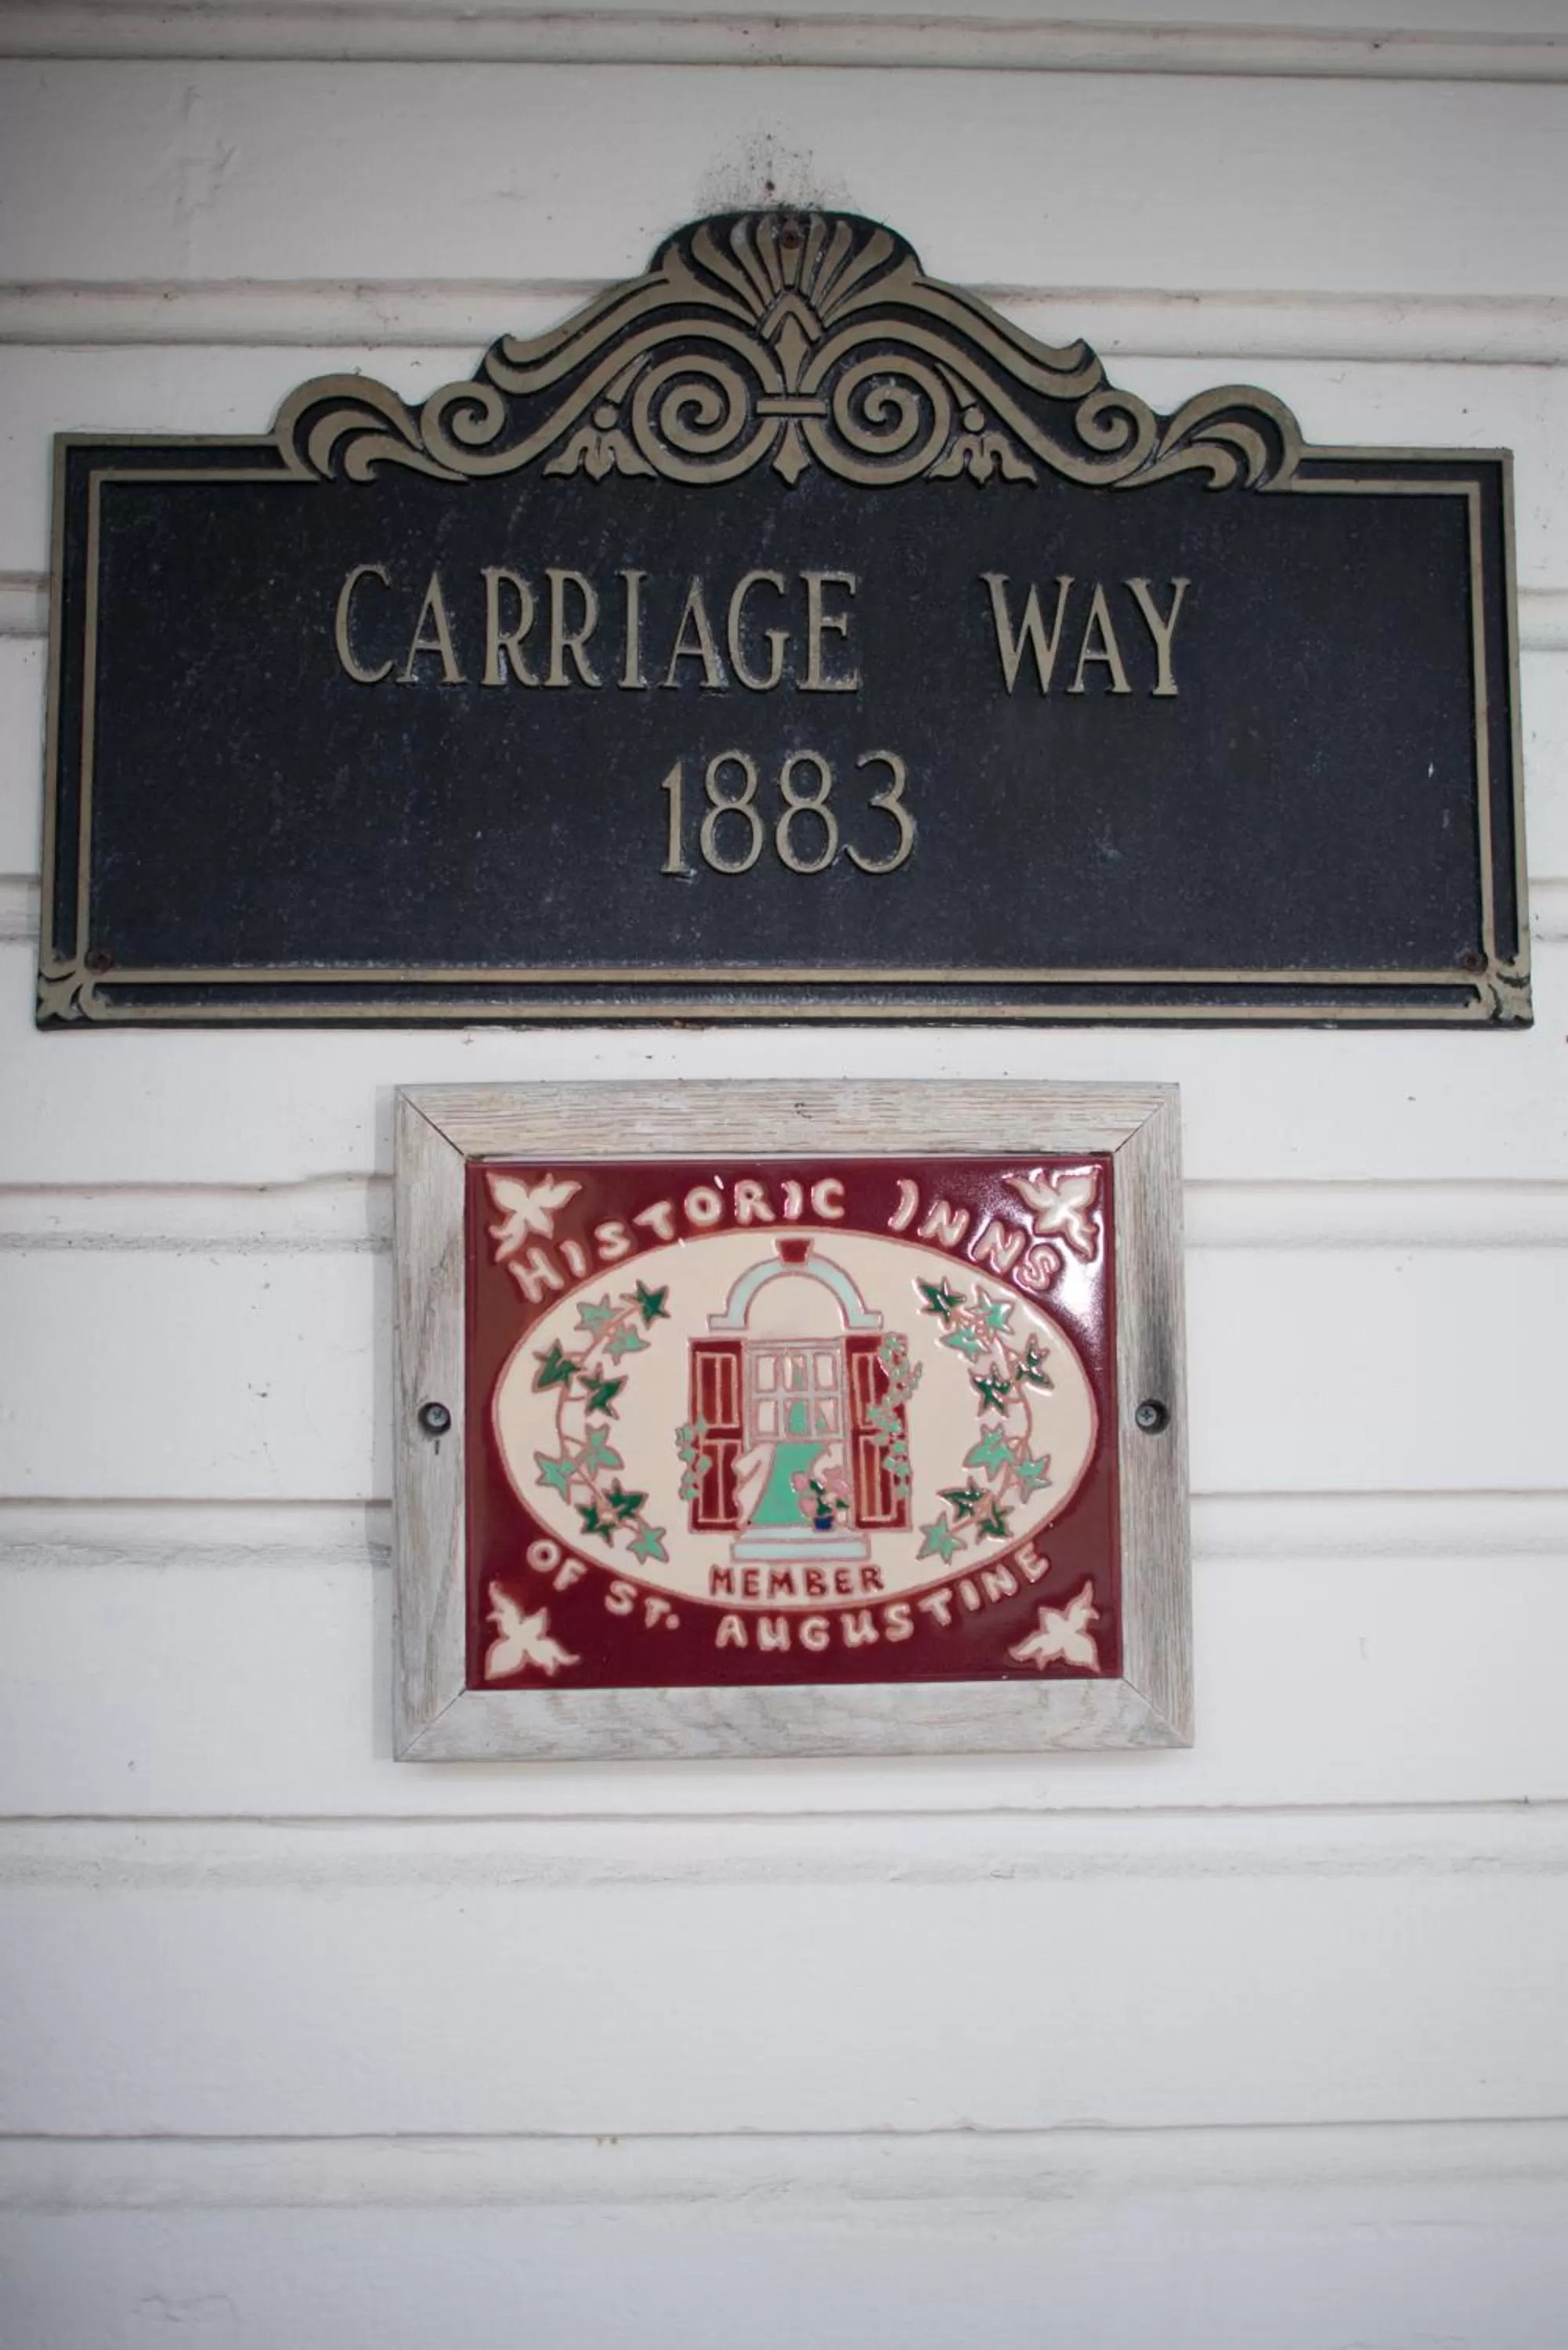 CARRIAGE WAY
1883
HISTORIC INNS
MEMBER
OF ST. AUGUSTINE